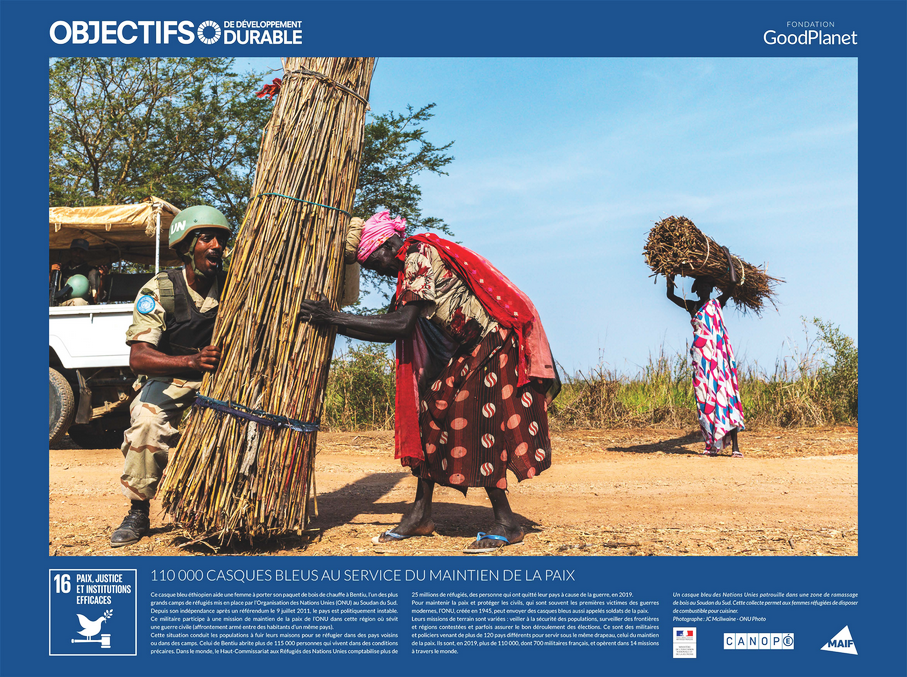 OBJECTIFS DE DÉVELOPPEMENT DURABLE
FONDATION
GoodPlanet
UN
16 PAIX, JUSTICE
ET INSTITUTIONS
EFFICACES
110 000 CASQUES BLEUS AU SERVICE DU MAINTIEN DE LA PAIX
Ce casque bleu éthiopien aide une femme à porter son paquet de bois de chauffe à Bentiu, l'un des plus
grands camps de réfugiés mis en place par l'Organisation des Nations Unies (ONU) au Soudan du Sud.
Depuis son indépendance après un référendum le 9 juillet 2011, le pays est politiquement instable.
Ce militaire participe à une mission de maintien de la paix de l'ONU dans cette région où sévit
une guerre civile (affrontement armé entre des habitants d'un même pays).
Cette situation conduit les populations à fuir leurs maisons pour se réfugier dans des pays voisins
ou dans des camps. Celui de Bentiu abrite plus de 115 000 personnes qui vivent dans des conditions
précaires. Dans le monde, le Haut-Commissariat aux Réfugiés des Nations Unies comptabilise plus de
25 millions de réfugiés, des personnes qui ont quitté leur pays à cause de la guerre, en 2019.
Pour maintenir la paix et protéger les civils, qui sont souvent les premières victimes des guerres
modernes, l'ONU, créée en 1945, peut envoyer des casques bleus aussi appelés soldats de la paix.
Leurs missions de terrain sont variées : veiller à la sécurité des populations, surveiller des frontières
et régions contestées et parfois assurer le bon déroulement des élections. Ce sont des militaires
et policiers venant de plus de 120 pays différents pour servir sous le même drapeau, celui du maintien
de la paix. Ils sont, en 2019, plus de 110 000, dont 700 militaires français, et opèrent dans 14 missions
à travers le monde.
Un casque bleu des Nations Unies patrouille dans une zone de ramassage
de bois au Soudan du Sud. Cette collecte permet aux femmes réfugiées de disposer
de combustible pour cuisiner.
Photographe : JC McIlwaine - ONU Photo
CANOPÉ
MAIF